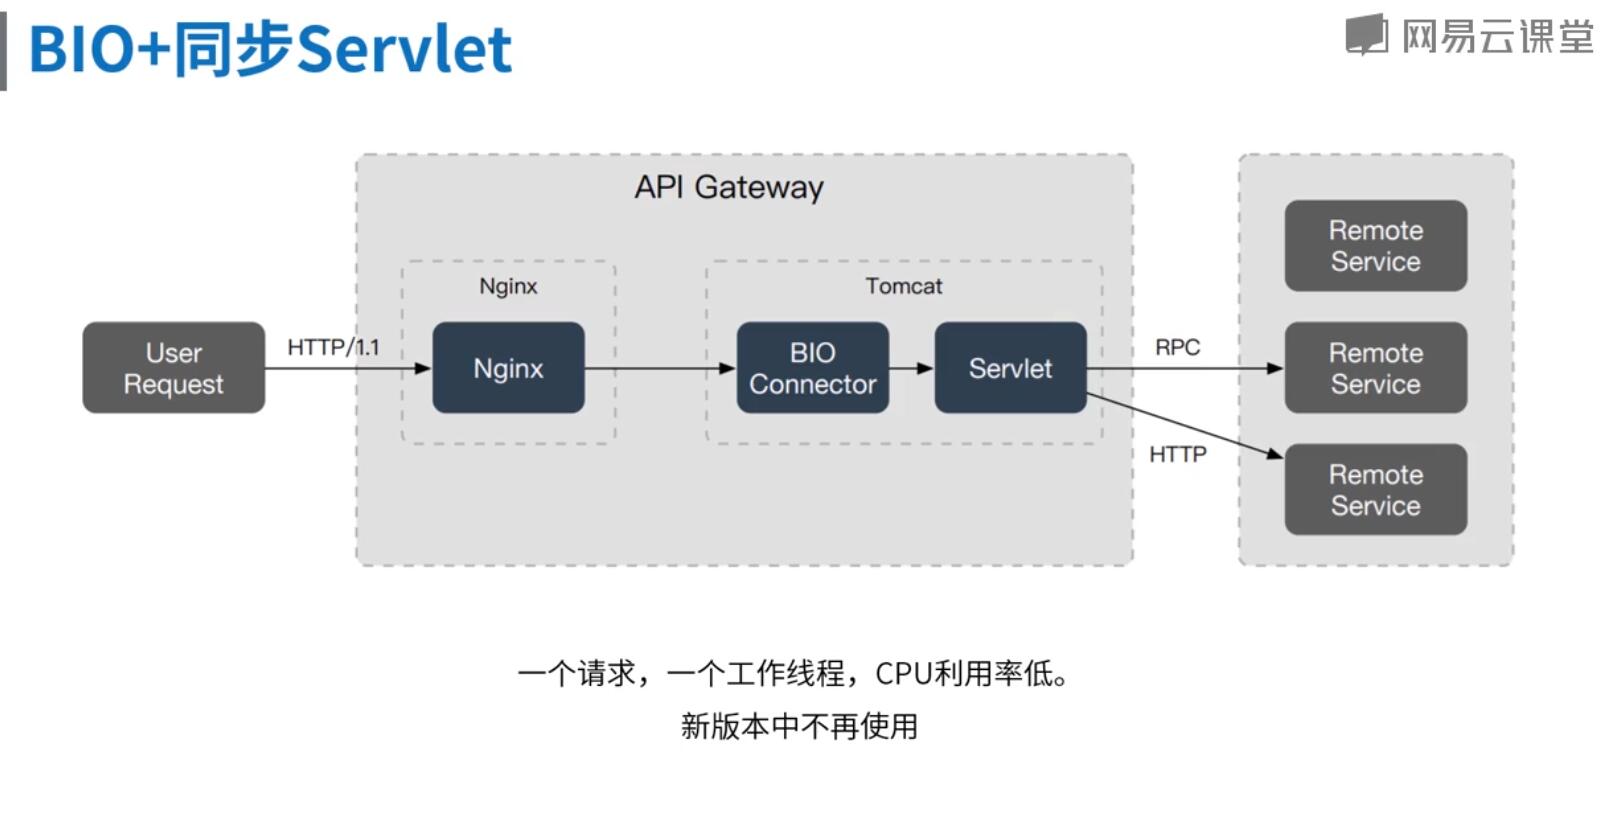 BIO+同步Servlet
网易云课堂
API Gateway
Nginx
Tomcat
User
Request
HTTP/1.1
Nginx
BIO
Connector
Servlet
RPC
HTTP
Remote
Service
Remote
Service
Remote
Service
一个请求，一个工作线程，CPU利用率低。
新版本中不再使用